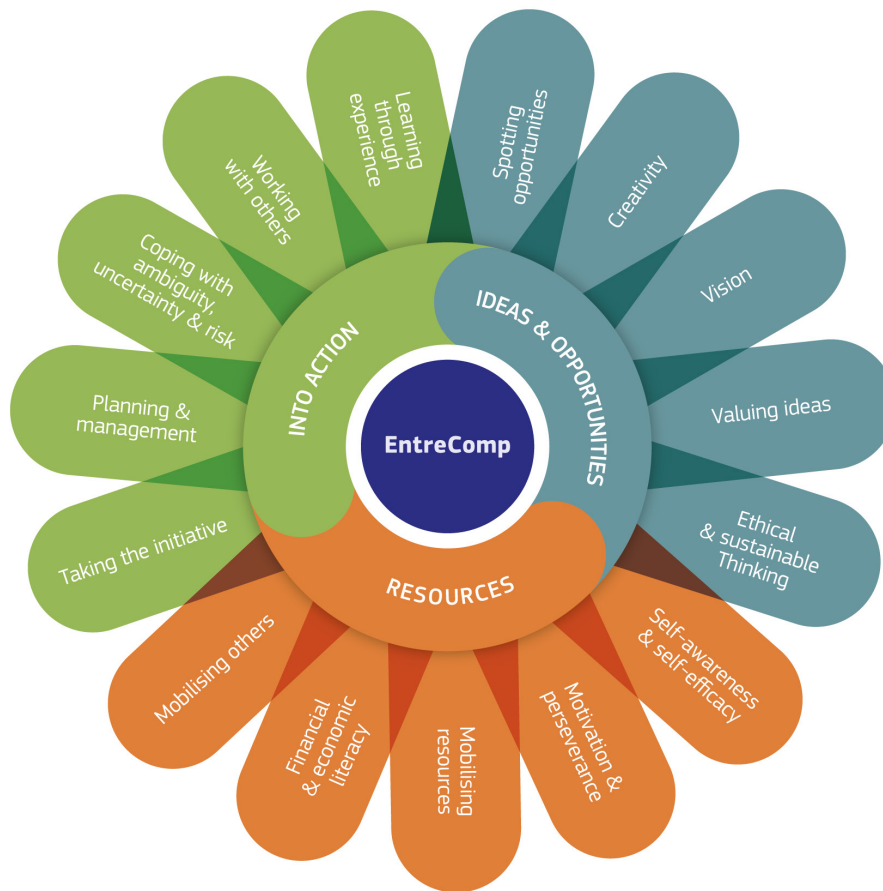 EntreComp
IDEAS & OPPORTUNITIES
Spotting
opportunities
Creativity
Vision
Valuing ideas
Ethical
& sustainable
Thinking
RESOURCES
Self-awareness
& self-efficacy
Motivation &
perseverance
Mobilising
resources
Financial
& economic
literacy
Mobilising others
INTO ACTION
Taking the initiative
Planning &
management
Coping with
ambiguity,
uncertainty & risk
Working
with others
Learning
through
experience